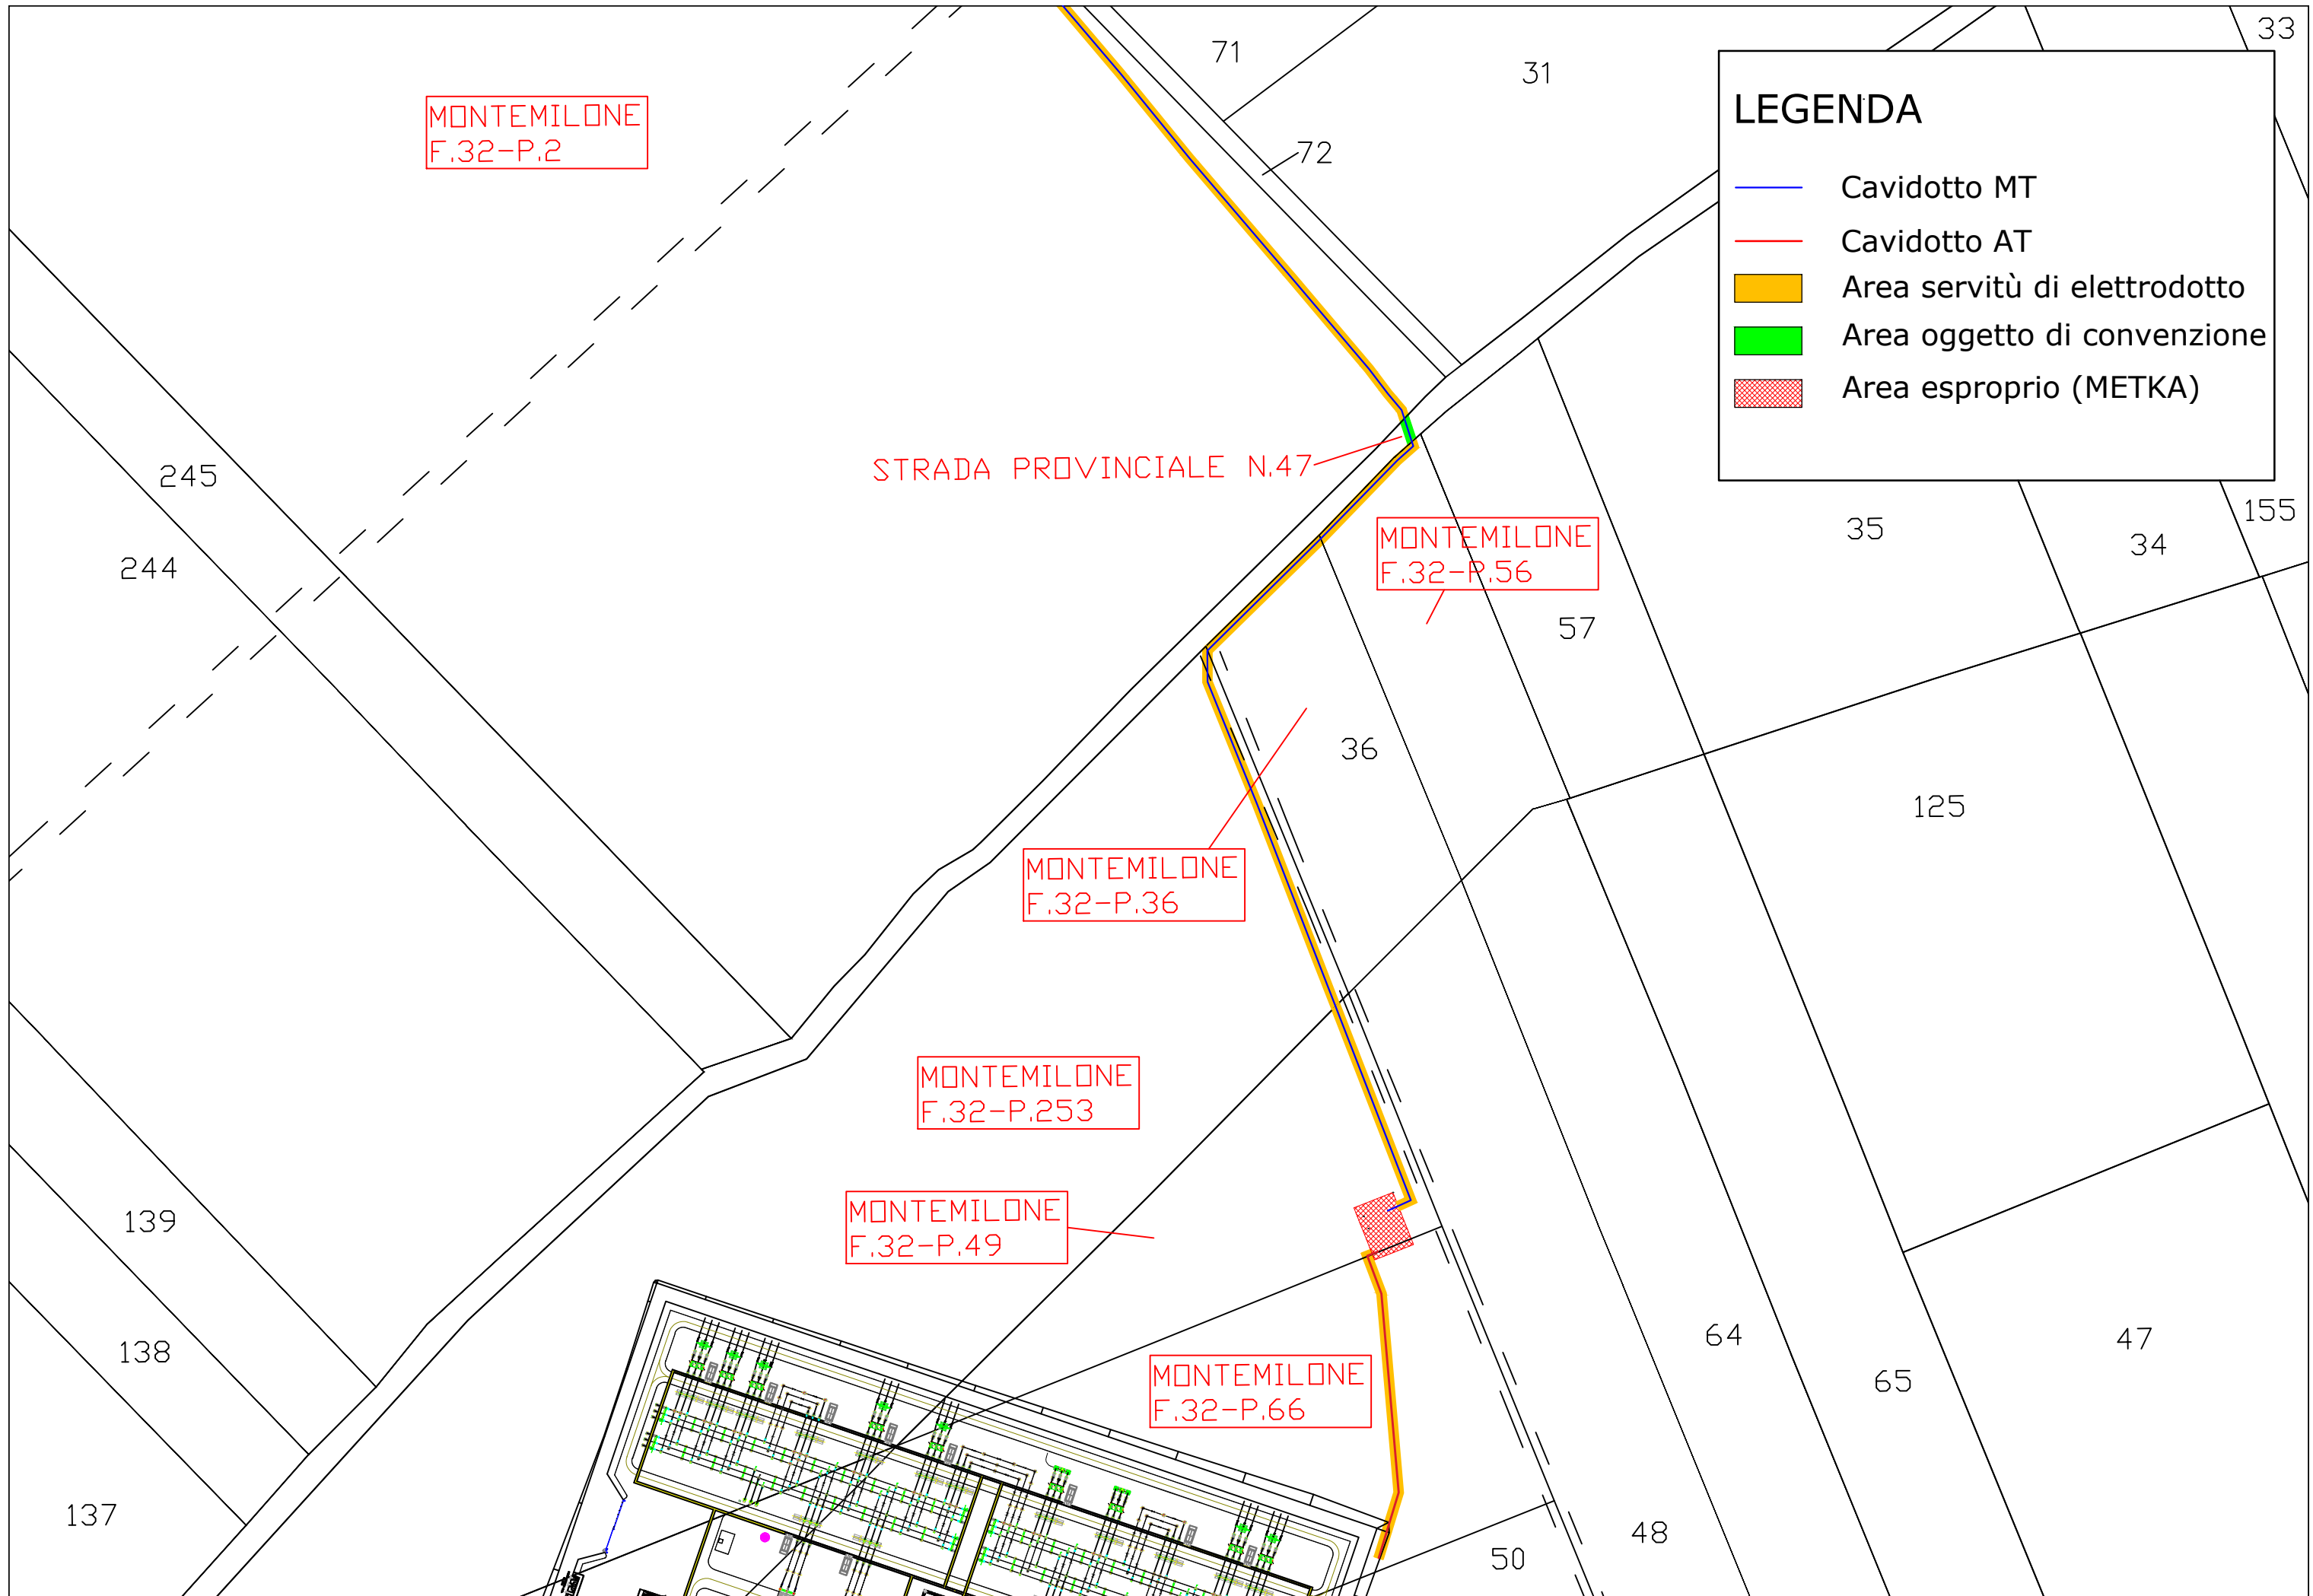 33
71
31
LEGENDA
MONTEMILONE
F.32-P.2
72
Cavidotto MT
Cavidotto AT
Area servitù di elettrodotto
Area oggetto di convenzione
Area esproprio (METKA)
STRADA PROVINCIALE N.47
245
155
35
34
MONTEMILONE
F.32-P.56
244
57
36
125
MONTEMILONE
F.32-P.36
MONTEMILONE
F.32-P.253
139
MONTEMILONE
F.32-P.49
64
47
138
65
MONTEMILONE
F.32-P.66
137
48
50